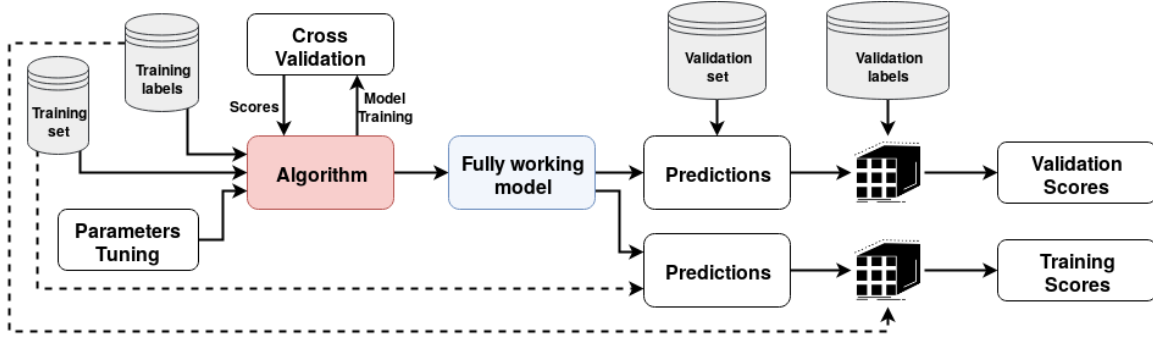 Training
labels
Training
set
Cross
Validation
Scores
Model
Training
Algorithm
Parameters
Tuning
Fully working
model
Validation
set
Validation
labels
Predictions
Validation
Scores
Predictions
Training
Scores